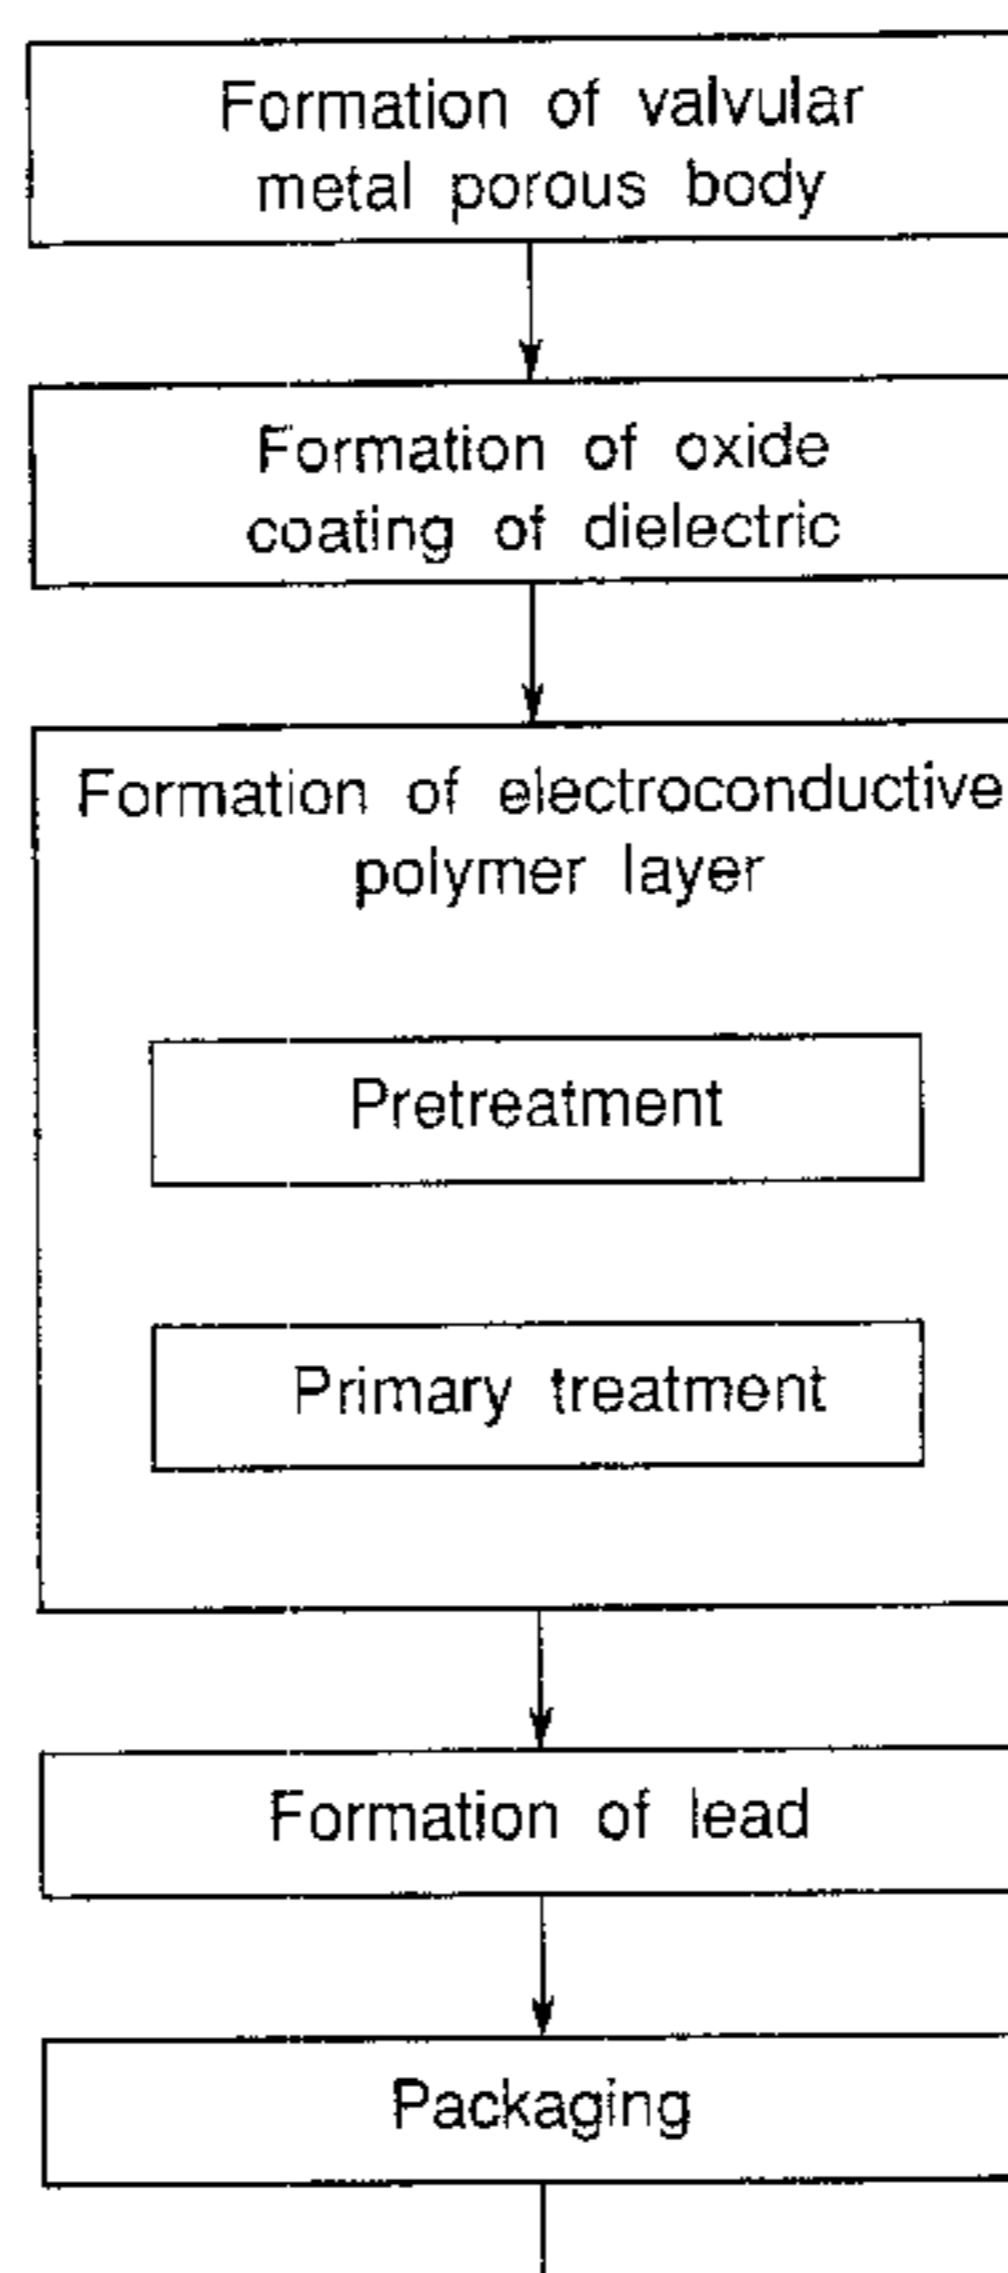 Formation of valvular
metal porous body
Formation of oxide
coating of dielectric
Formation of electroconductive
polymer layer
Pretreatment
Primary treatment
Formation of lead
Packaging